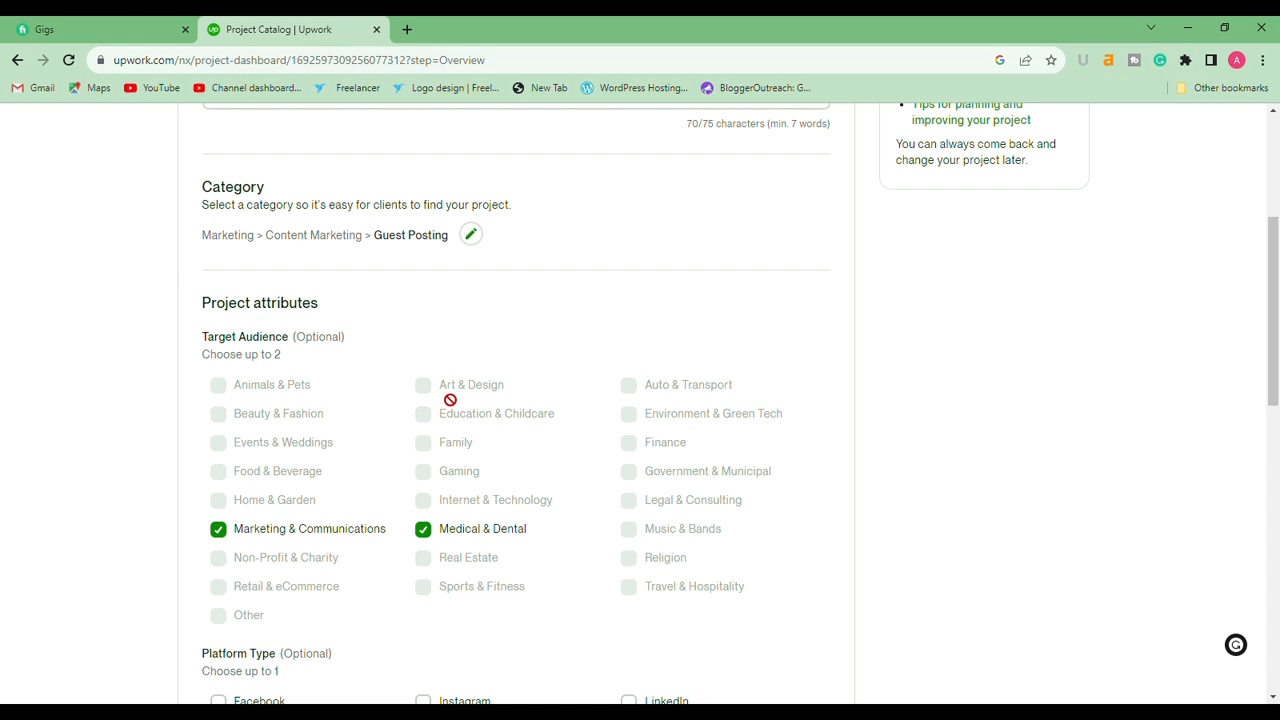 Gigs
Project Catalog | Upwork
upwork.com/nx/project-dashboard/1692597309256077312?step=Overview
A
Gmail
Maps
YouTube
Channel dashboard...
Freelancer
Logo design | Freel...
New Tab
WordPress Hosting...
BloggerOutreach: G...
Other bookmarks
70/75 characters (min. 7 words)
Tips for planning and
improving your project
You can always come back and
change your project later.
Category
Select a category so it's easy for clients to find your project.
Marketing > Content Marketing > Guest Posting
Project attributes
Target Audience (Optional)
Choose up to 2
Animals & Pets
Art & Design
Auto & Transport
Beauty & Fashion
Education & Childcare
Environment & Green Tech
Events & Weddings
Family
Finance
Food & Beverage
Gaming
Government & Municipal
Home & Garden
Internet & Technology
Legal & Consulting
Marketing & Communications
Medical & Dental
Music & Bands
Non-Profit & Charity
Real Estate
Religion
Retail & eCommerce
Sports & Fitness
Travel & Hospitality
Other
Platform Type (Optional)
Choose up to 1
Facebook
Instagram
LinkedIn